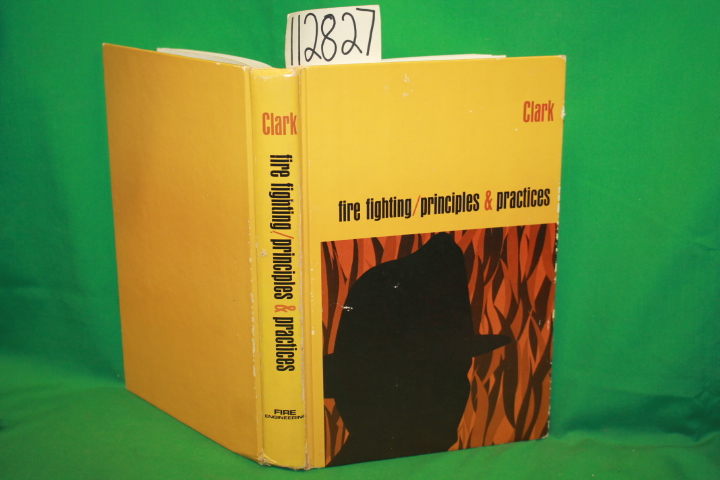 112827
Clark
fire fighting/principles & practices
Clark
fire fighting/principles & practices
FIRE
ENGINEERING